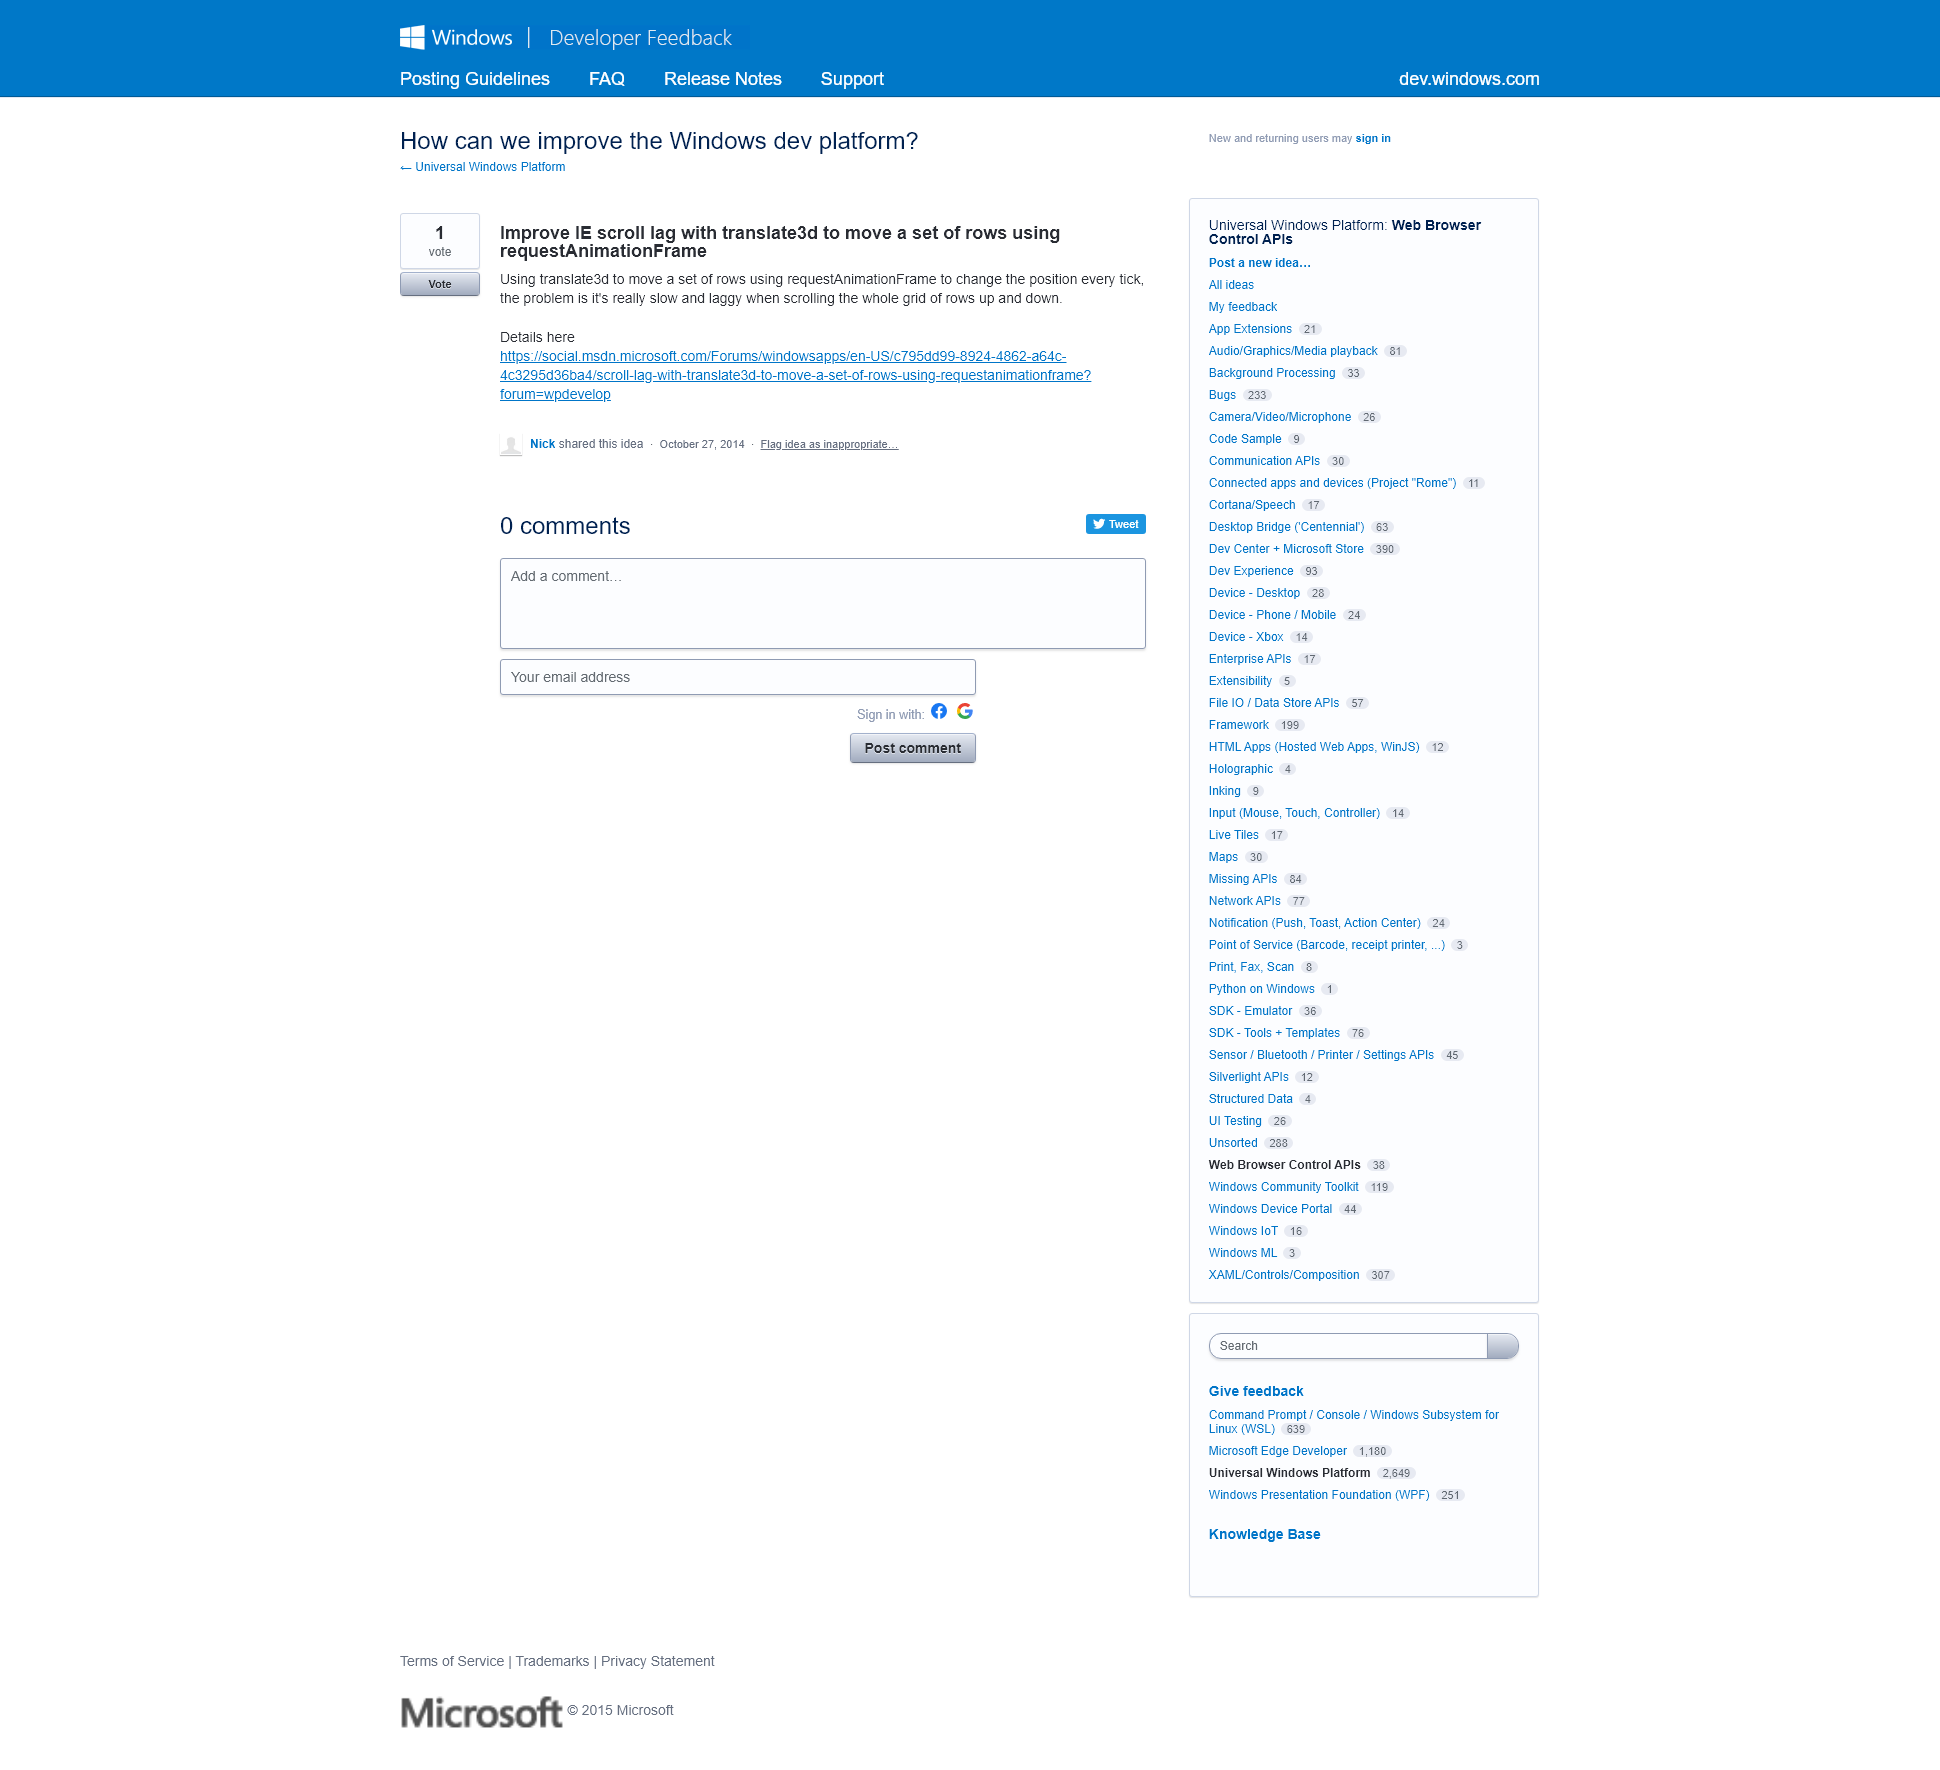 Windows | Developer Feedback
Posting Guidelines FAQ Release Notes Support dev.windows.com
How can we improve the Windows dev platform?
← Universal Windows Platform
New and returning users may sign in
1
vote
Vote
Improve IE scroll lag with translate3d to move a set of rows using
requestAnimationFrame
Using translate3d to move a set of rows using requestAnimationFrame to change the position every tick,
the problem is it's really slow and laggy when scrolling the whole grid of rows up and down.
Details here
https://social.msdn.microsoft.com/Forums/windowsapps/en-US/c795dd99-8924-4862-a64c-
4c3295d36ba4/scroll-lag-with-translate3d-to-move-a-set-of-rows-using-requestanimationframe?
forum=wpdevelop
Nick shared this idea · October 27, 2014 · Flag idea as inappropriate…
0 comments
Tweet
Add a comment…
Your email address
Sign in with:
Post comment
Universal Windows Platform: Web Browser
Control APIs
Post a new idea…
All ideas
My feedback
App Extensions 21
Audio/Graphics/Media playback 81
Background Processing 33
Bugs 233
Camera/Video/Microphone 26
Code Sample 9
Communication APIs 30
Connected apps and devices (Project "Rome") 11
Cortana/Speech 17
Desktop Bridge ('Centennial') 63
Dev Center + Microsoft Store 390
Dev Experience 93
Device - Desktop 28
Device - Phone / Mobile 24
Device - Xbox 14
Enterprise APIs 17
Extensibility 5
File IO / Data Store APIs 57
Framework 199
HTML Apps (Hosted Web Apps, WinJS) 12
Holographic 4
Inking 9
Input (Mouse, Touch, Controller) 14
Live Tiles 17
Maps 30
Missing APIs 84
Network APIs 77
Notification (Push, Toast, Action Center) 24
Point of Service (Barcode, receipt printer, ...) 3
Print, Fax, Scan 8
Python on Windows 1
SDK - Emulator 36
SDK - Tools + Templates 76
Sensor / Bluetooth / Printer / Settings APIs 45
Silverlight APIs 12
Structured Data 4
UI Testing 26
Unsorted 288
Web Browser Control APIs 38
Windows Community Toolkit 119
Windows Device Portal 44
Windows IoT 16
Windows ML 3
XAML/Controls/Composition 307
Search
Give feedback
Command Prompt / Console / Windows Subsystem for
Linux (WSL) 639
Microsoft Edge Developer 1,180
Universal Windows Platform 2,649
Windows Presentation Foundation (WPF) 251
Knowledge Base
Terms of Service | Trademarks | Privacy Statement
Microsoft © 2015 Microsoft